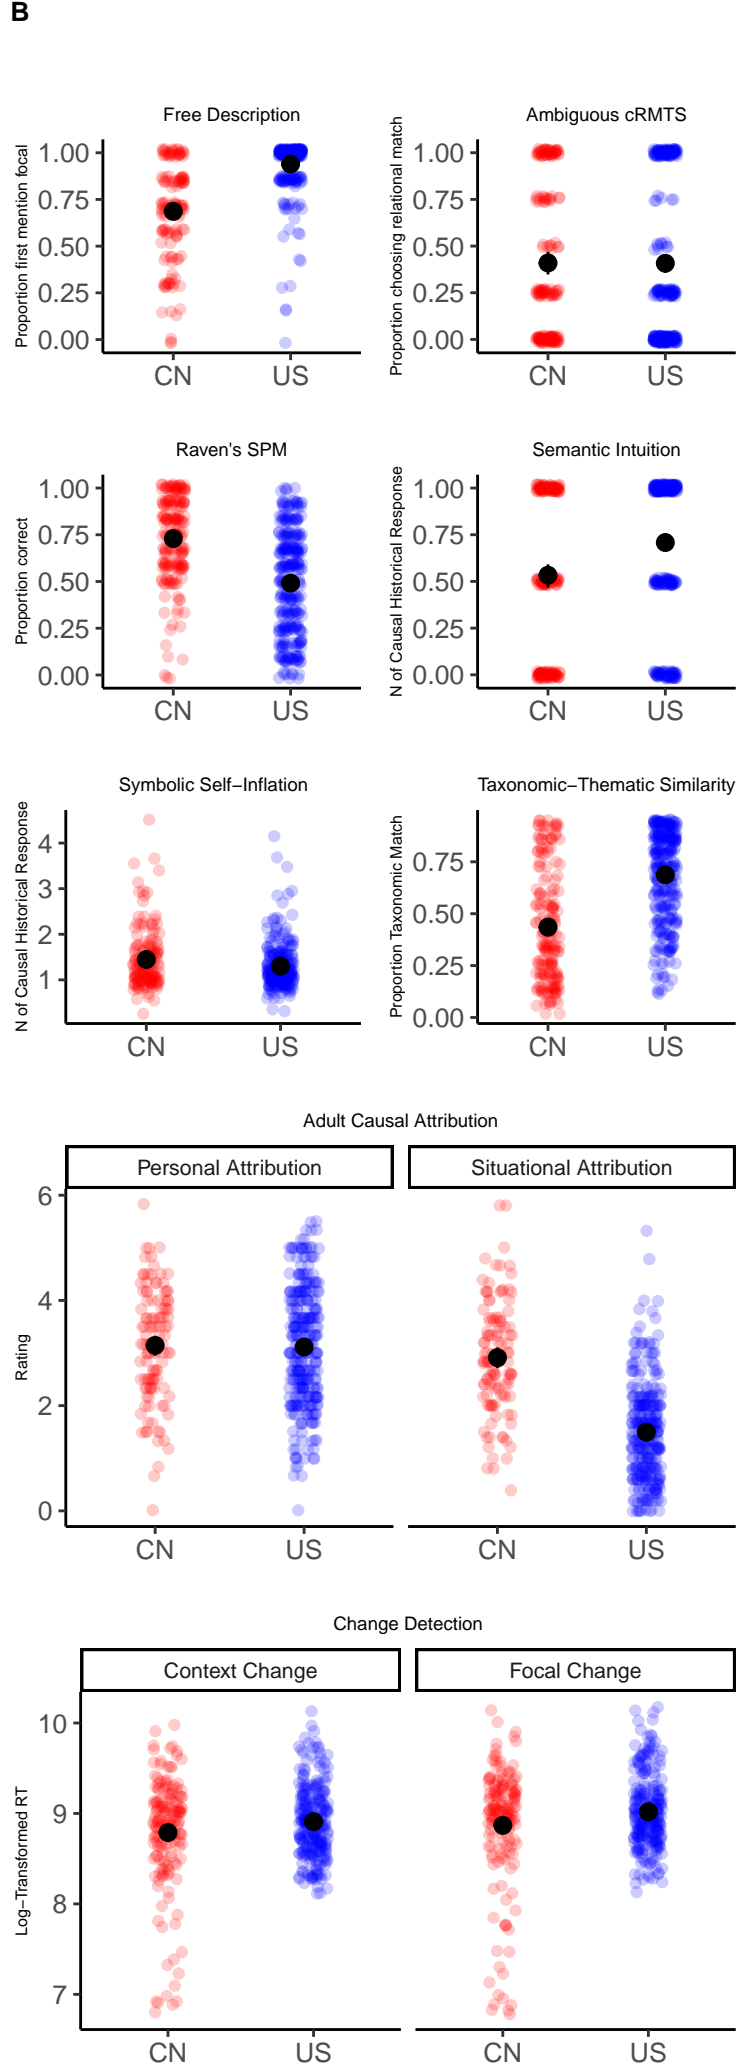 B
Free Description
Proportion first mention focal
1.00
0.75
0.50
0.25
0.00
CN US
Ambiguous cRMTS
Proportion choosing relational match
1.00
0.75
0.50
0.25
0.00
CN US
Raven's SPM
Proportion correct
1.00
0.75
0.50
0.25
0.00
CN US
Semantic Intuition
N of Causal Historical Response
1.00
0.75
0.50
0.25
0.00
CN US
Symbolic Self−Inflation
N of Causal Historical Response
4
3
2
1
CN US
Taxonomic−Thematic Similarity
Proportion Taxonomic Match
0.75
0.50
0.25
0.00
CN US
Adult Causal Attribution
Personal Attribution Situational Attribution
Rating
6
4
2
0
CN US CN US
Change Detection
Context Change Focal Change
Log−Transformed RT
10
9
8
7
CN US CN US